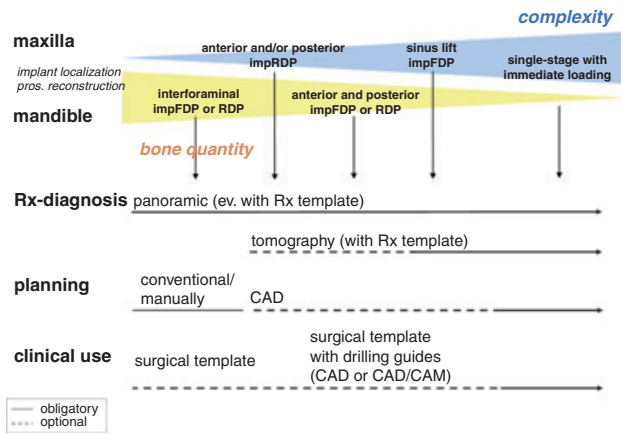 complexity
maxilla
anterior and/or posterior
impRDP
sinus lift
impFDP
single-stage with
immediate loading
implant localization
pros. reconstruction
interforaminal
impFDP or RDP
anterior and posterior
impFDP or RDP
mandible
bone quantity
Rx-diagnosis
panoramic (ev. with Rx template)
tomography (with Rx template)
planning
conventional/
manually
CAD
clinical use
surgical template
surgical template
with drilling guides
(CAD or CAD/CAM)
obligatory
optional